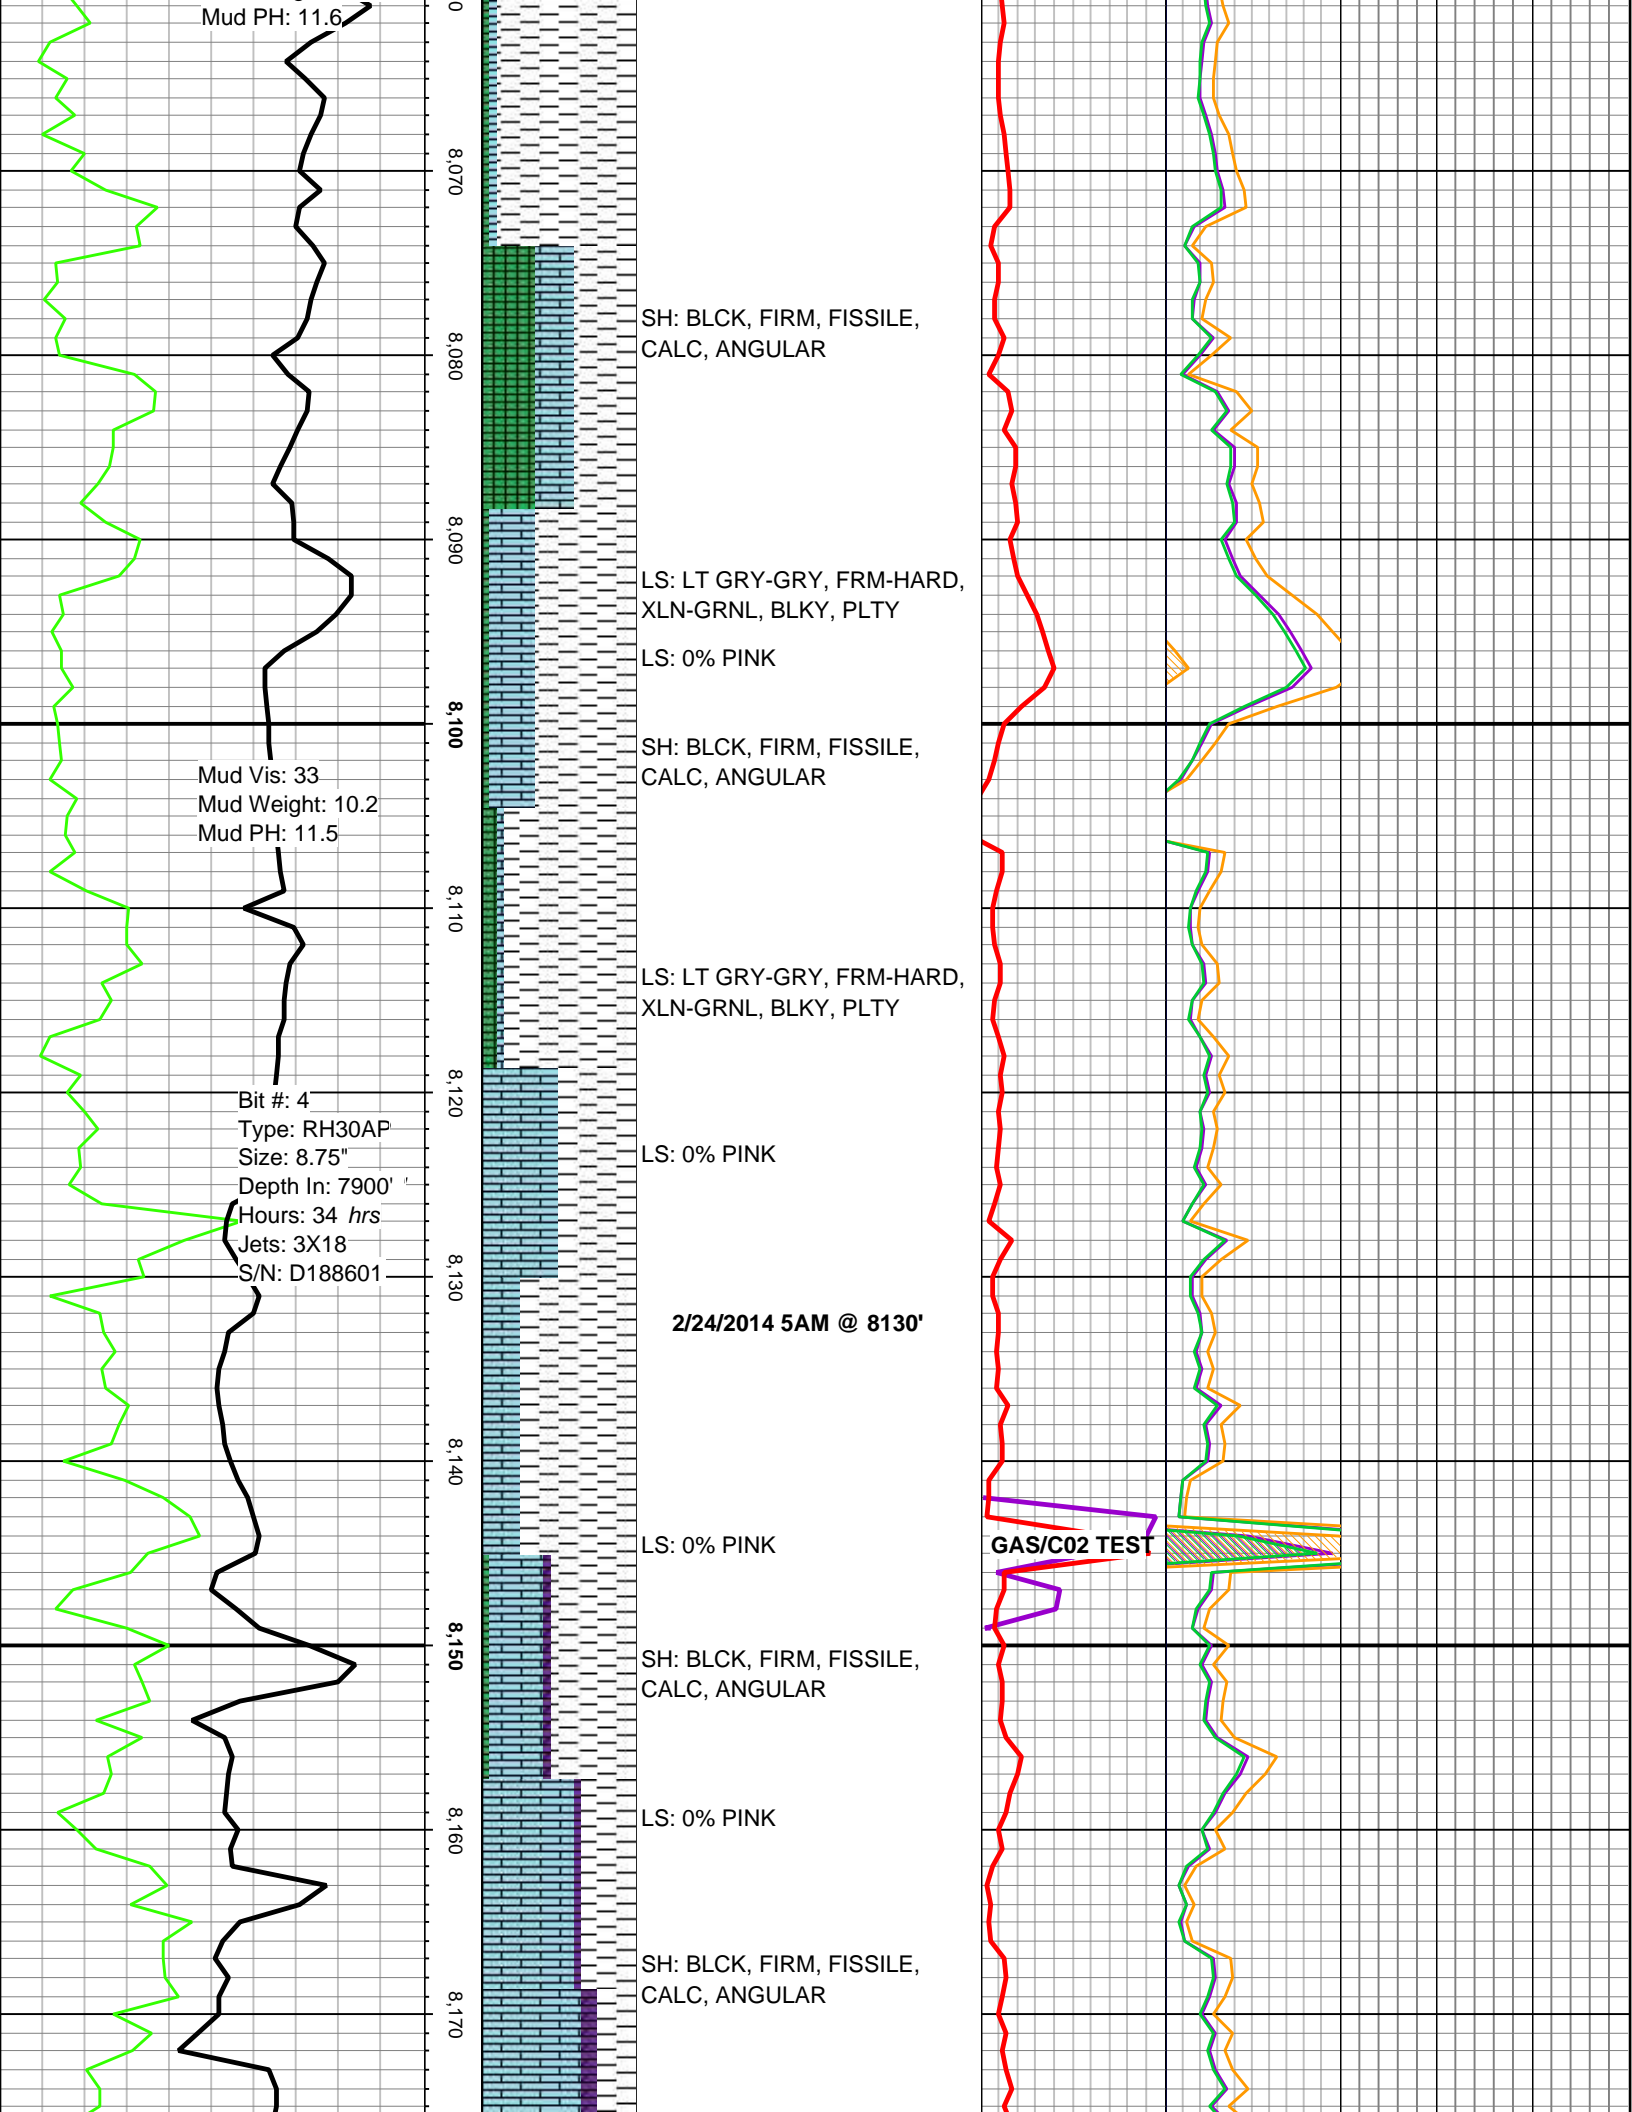 Mud PH: 11.6
0
8,070
SH: BLCK, FIRM, FISSILE,
CALC, ANGULAR
8,080
8,090
LS: LT GRY-GRY, FRM-HARD,
XLN-GRNL, BLKY, PLTY
LS: 0% PINK
8,100
SH: BLCK, FIRM, FISSILE,
CALC, ANGULAR
Mud Vis: 33
Mud Weight: 10.2
Mud PH: 11.5
8,110
LS: LT GRY-GRY, FRM-HARD,
XLN-GRNL, BLKY, PLTY
8,120
Bit #: 4
Type: RH30AP
Size: 8.75"
Depth In: 7900'
Hours: 34 hrs
Jets: 3X18
S/N: D188601
LS: 0% PINK
8,130
2/24/2014 5AM @ 8130'
8,140
LS: 0% PINK
GAS/C02 TEST
8,150
SH: BLCK, FIRM, FISSILE,
CALC, ANGULAR
LS: 0% PINK
8,160
SH: BLCK, FIRM, FISSILE,
CALC, ANGULAR
8,170